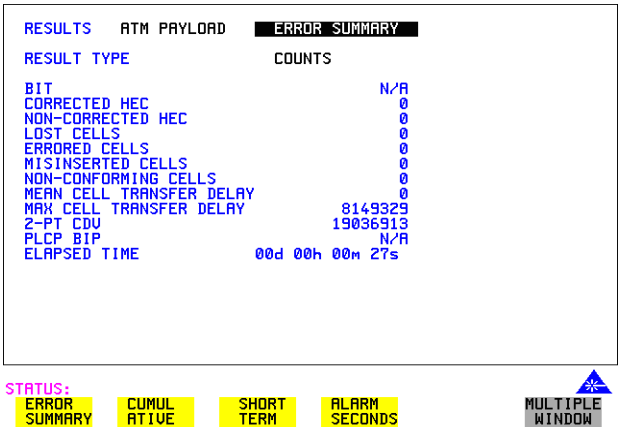 RESULTS ATM PAYLOAD ERROR SUMMARY
RESULT TYPE COUNTS
BIT N/A
CORRECTED HEC 0
NON-CORRECTED HEC 0
LOST CELLS 0
ERRORED CELLS 0
MISINSERTED CELLS 0
NON-CONFORMING CELLS 0
MEAN CELL TRANSFER DELAY 0
MAX CELL TRANSFER DELAY 8149329
2-PT CDV 19036913
PLCP BIP N/A
ELAPSED TIME 00d 00h 00m 27s
STATUS:
ERROR CUMUL SHORT ALARM MULTIPLE
SUMMARY ATIVE TERM SECONDS WINDOW